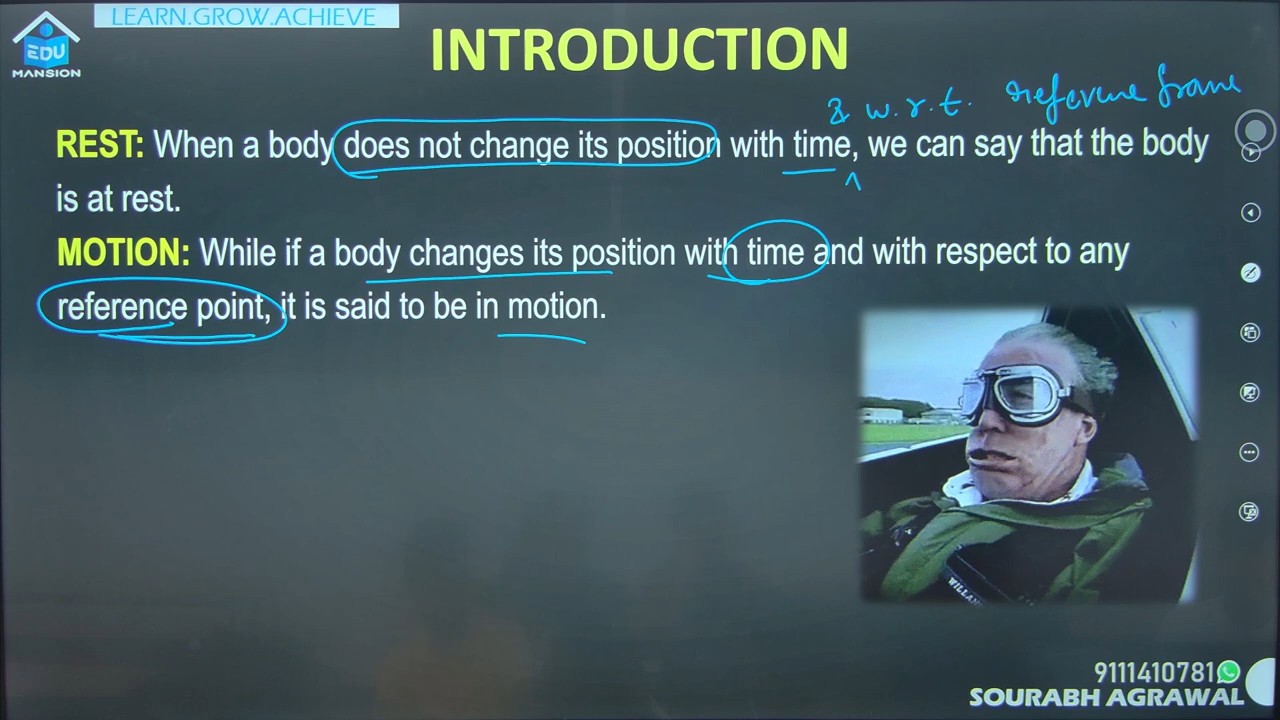 LEARN.GROW.ACHIEVE
EDU
MANSION
INTRODUCTION
& w.r.t. reference frame
REST: When a body does not change its position with time, we can say that the body
is at rest.
MOTION: While if a body changes its position with time and with respect to any
reference point, it is said to be in motion.
9111410781
SOURABH AGRAWAL